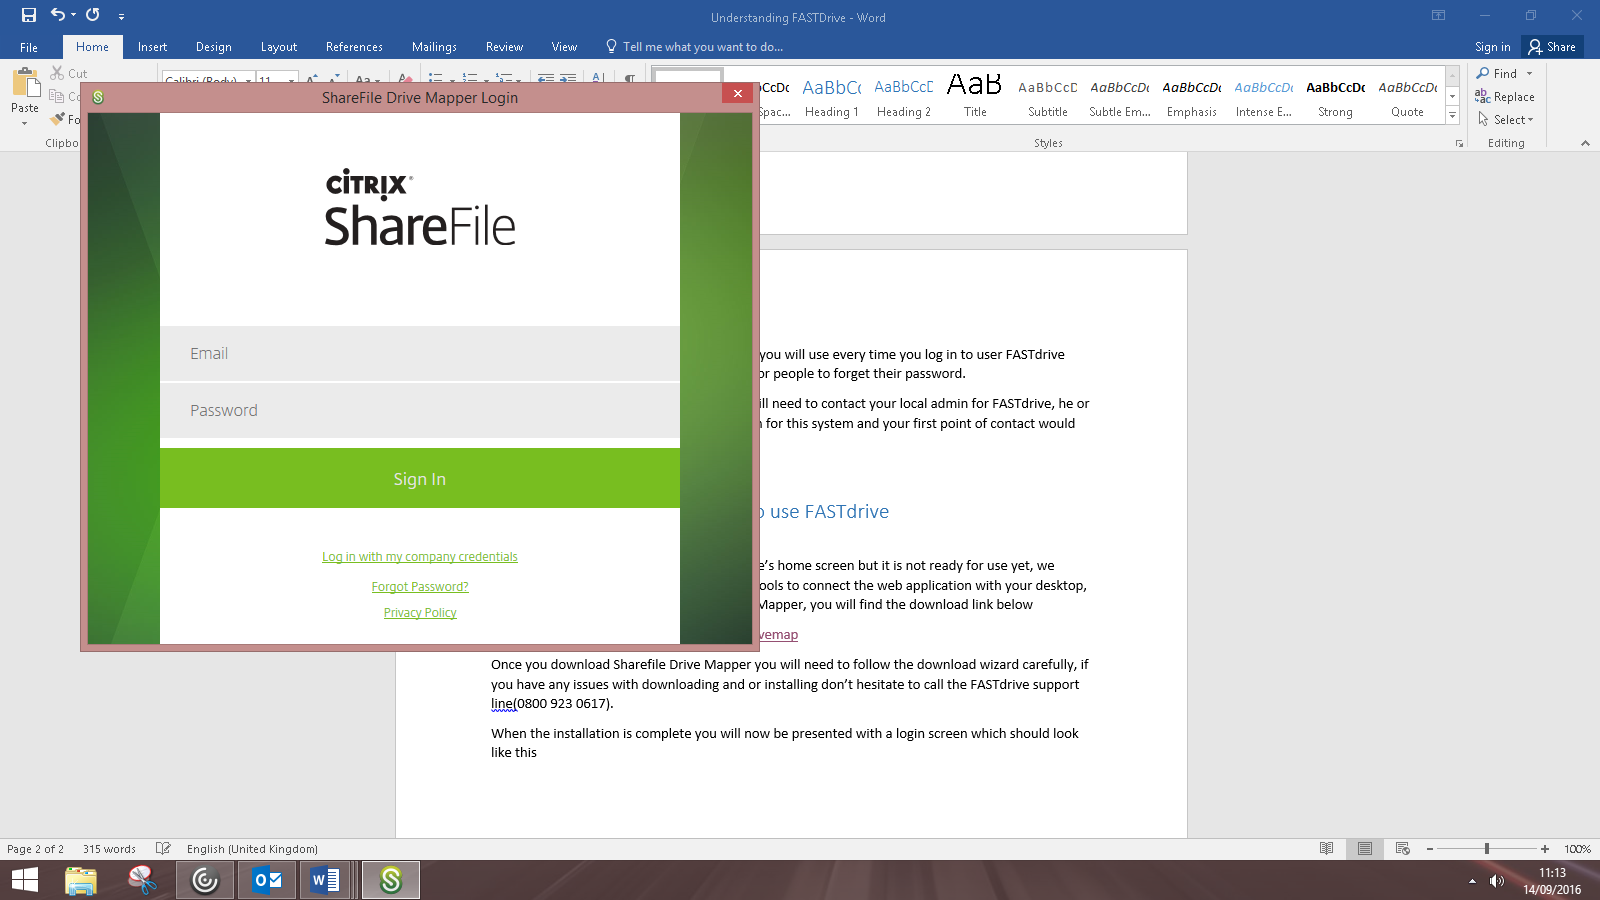 Understanding FASTDrive - Word
File Home Insert Design Layout References Mailings Review View Tell me what you want to do... Sign in Share
Paste
Cut
Calibri (Body) 11
Clipbo
AaBbCcDc AaBbCc AaBbCcD AaB AaBbCcD AaBbCcDc AaBbCcDc AaBbCcDc AaBbCcDc AaBbCcDc
Spac... Heading 1 Heading 2 Title Subtitle Subtle Em... Emphasis Intense E... Strong Quote
Styles
Find
Replace
Select
Editing
ShareFile Drive Mapper Login
CITRIX
ShareFile
Email
Password
Sign In
Log in with my company credentials
Forgot Password?
Privacy Policy
you will use every time you log in to user FASTdrive
or people to forget their password.
ill need to contact your local admin for FASTdrive, he or
for this system and your first point of contact would
o use FASTdrive
e's home screen but it is not ready for use yet, we
ools to connect the web application with your desktop,
Mapper, you will find the download link below
vemap
Once you download Sharefile Drive Mapper you will need to follow the download wizard carefully, if
you have any issues with downloading and or installing don't hesitate to call the FASTdrive support
line(0800 923 0617).
When the installation is complete you will now be presented with a login screen which should look
like this
Page 2 of 2 315 words English (United Kingdom) 100%
11:13
14/09/2016